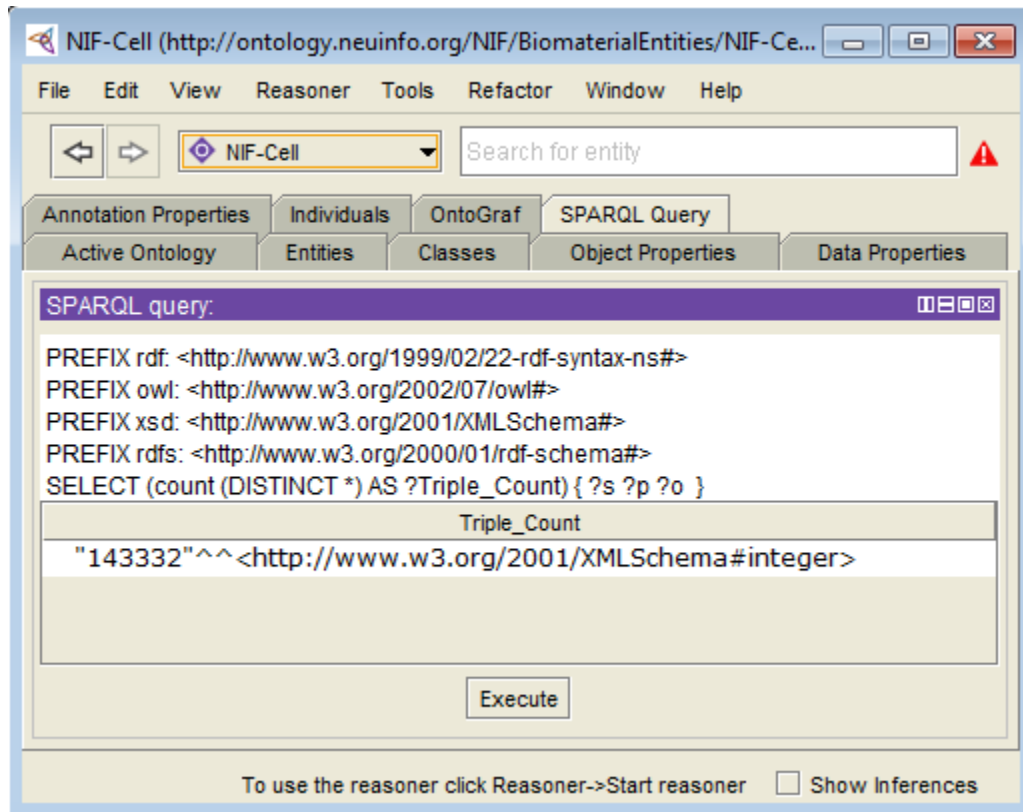 NIF-Cell (http://ontology.neuinfo.org/NIF/BiomaterialEntities/NIF-Ce...
File Edit View Reasoner Tools Refactor Window Help
NIF-Cell Search for entity
Annotation Properties Individuals OntoGraf SPARQL Query
Active Ontology Entities Classes Object Properties Data Properties
SPARQL query:
PREFIX rdf: <http://www.w3.org/1999/02/22-rdf-syntax-ns#>
PREFIX owl: <http://www.w3.org/2002/07/owl#>
PREFIX xsd: <http://www.w3.org/2001/XMLSchema#>
PREFIX rdfs: <http://www.w3.org/2000/01/rdf-schema#>
SELECT (count (DISTINCT *) AS ?Triple_Count) { ?s ?p ?o  }
Triple_Count
"143332"^^<http://www.w3.org/2001/XMLSchema#integer>
Execute
To use the reasoner click Reasoner->Start reasoner Show Inferences